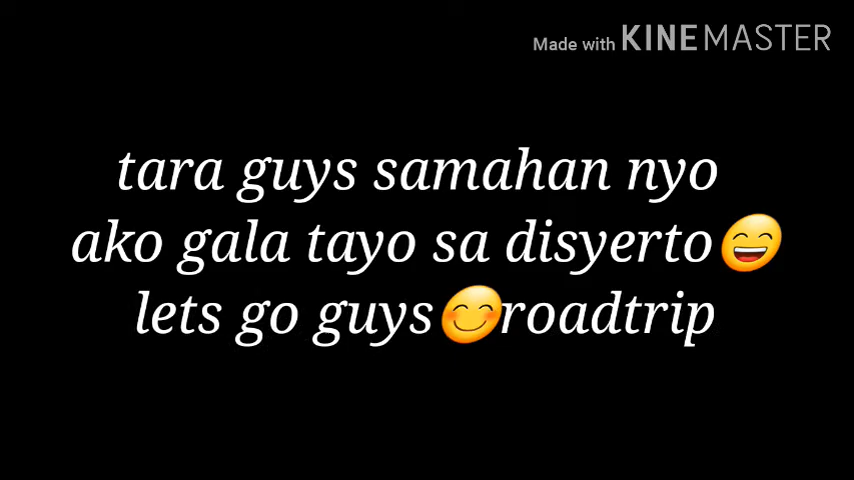 Made with KINEMASTER
tara guys samahan nyo
ako gala tayo sa disyerto😄
lets go guys😊roadtrip